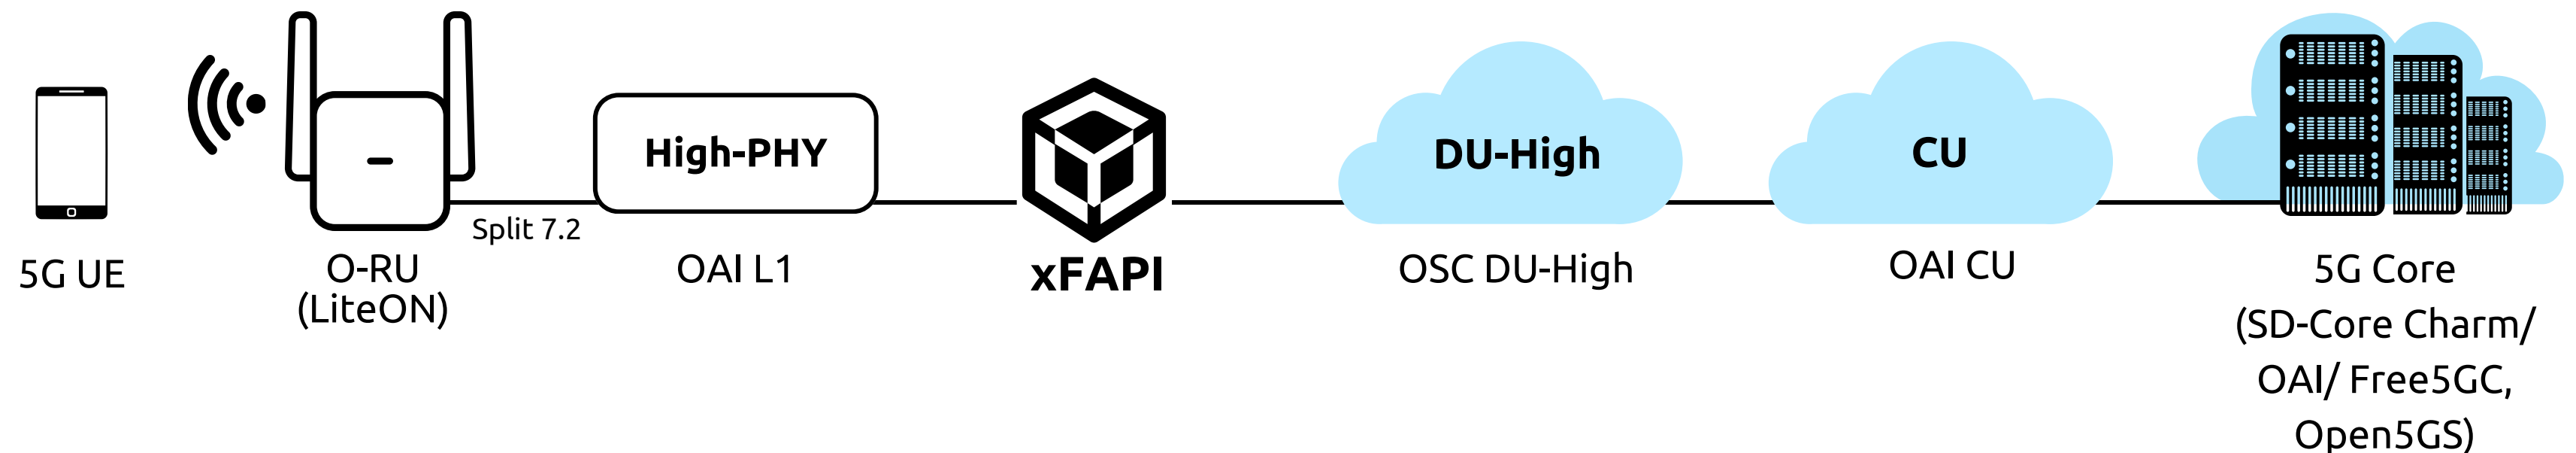 High-PHY
DU-High
CU
Split 7.2
5G UE
O-RU
(LiteON)
OAI L1
xFAPI
OSC DU-High
OAI CU
5G Core
(SD-Core Charm/
OAI/ Free5GC,
Open5GS)